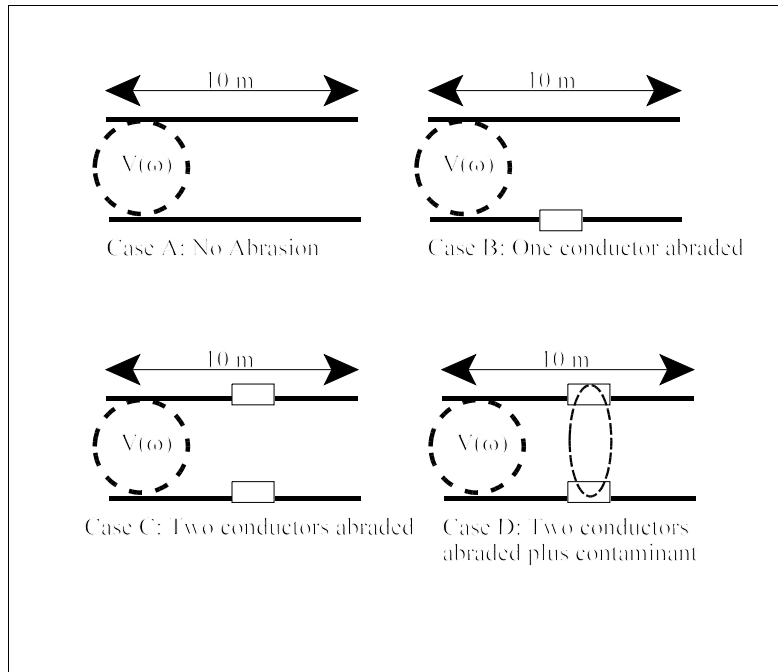 10 m
10 m
V(ω)
V(ω)
Case A: No Abrasion
Case B: One conductor abraded
10 m
10 m
V(ω)
V(ω)
Case C: Two conductors abraded
Case D: Two conductors
abraded plus contaminant